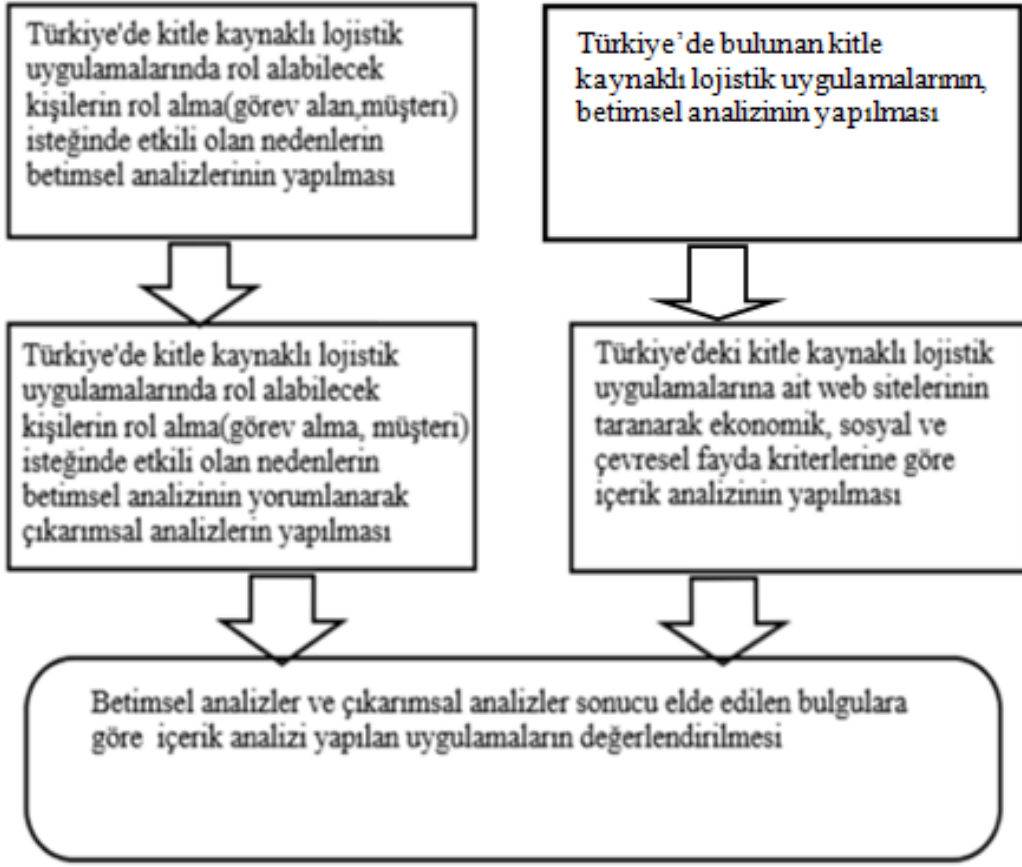 Türkiye'de kitle kaynaklı lojistik
uygulamalarında rol alabilecek
kişilerin rol alma(görev alan,müşteri)
isteğinde etkili olan nedenlerin
betimsel analizlerinin yapılması
Türkiye'de bulunan kitle
kaynaklı lojistik uygulamalarının,
betimsel analizinin yapılması
Türkiye'de kitle kaynaklı lojistik
uygulamalarında rol alabilecek
kişilerin rol alma(görev alma, müşteri)
isteğinde etkili olan nedenlerin
betimsel analizinin yorumlanarak
çıkarımsal analizlerin yapılması
Türkiye'deki kitle kaynaklı lojistik
uygulamalarına ait web sitelerinin
taranarak ekonomik, sosyal ve
çevresel fayda kriterlerine göre
içerik analizinin yapılması
Betimsel analizler ve çıkarımsal analizler sonucu elde edilen bulgulara
göre içerik analizi yapılan uygulamaların değerlendirilmesi